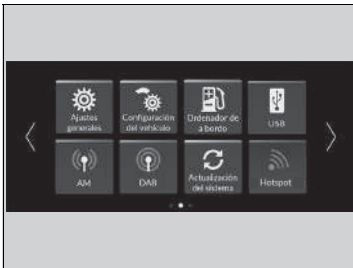 Ajustes
generales
Configuración
del vehículo
Ordenador de
a bordo
USB
AM
DAB
Actualización
del sistema
Hotspot